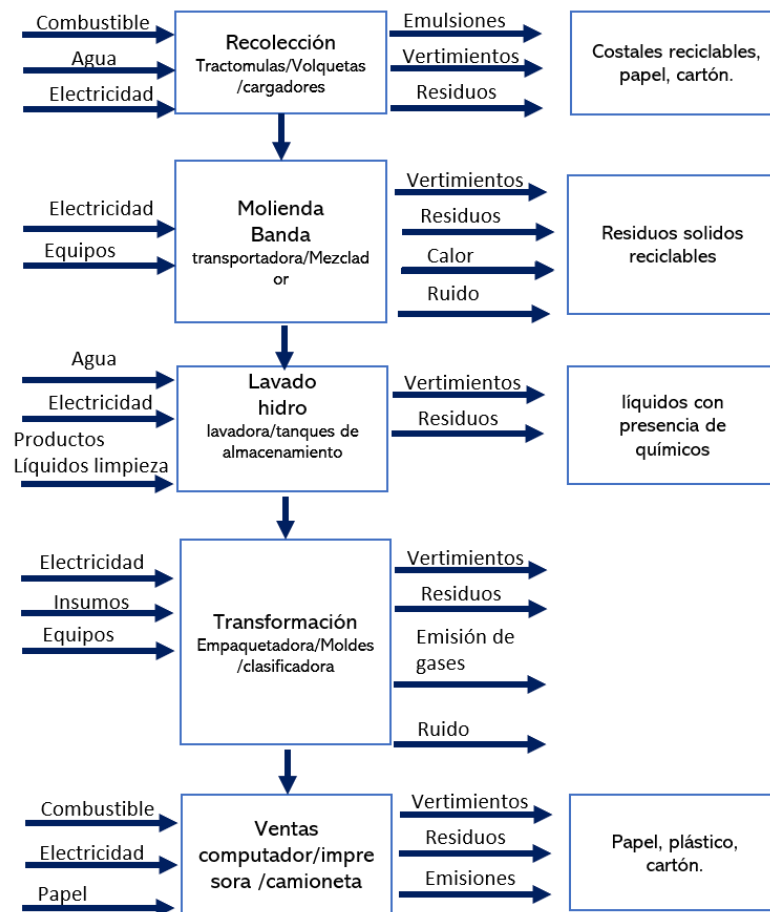 Combustible
Agua
Electricidad
Recolección
Tractomulas/Volquetas
/cargadores
Emulsiones
Vertimientos
Residuos
Costales reciclables,
papel, cartón.
Electricidad
Equipos
Molienda
Banda
transportadora/Mezclad
or
Vertimientos
Residuos
Calor
Ruido
Residuos solidos
reciclables
Agua
Electricidad
Productos
Líquidos limpieza
Lavado
hidro
lavadora/tanques de
almacenamiento
Vertimientos
Residuos
líquidos con
presencia de
químicos
Electricidad
Insumos
Equipos
Transformación
Empaquetadora/Moldes
/clasificadora
Vertimientos
Residuos
Emisión de
gases
Ruido
Combustible
Electricidad
Papel
Ventas
computador/impre
sora /camioneta
Vertimientos
Residuos
Emisiones
Papel, plástico,
cartón.